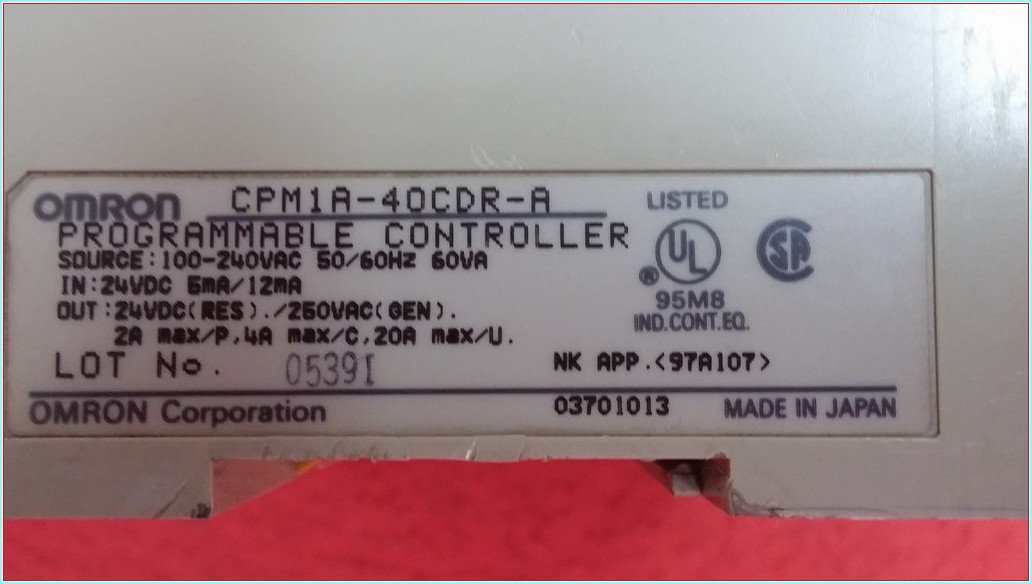 OMRON CPM1A-40CDR-A
PROGRAMMABLE CONTROLLER
SOURCE:100-240VAC 50/60Hz 60VA
IN:24VDC 5mA/12mA
OUT:24VDC(RES)./250VAC(GEN).
2A max/P,4A max/C,20A max/U.
LOT No. 05391
LISTED
UL SA
®
95M8
IND.CONT.EQ.
NK APP.<97A107>
OMRON Corporation 03701013 MADE IN JAPAN